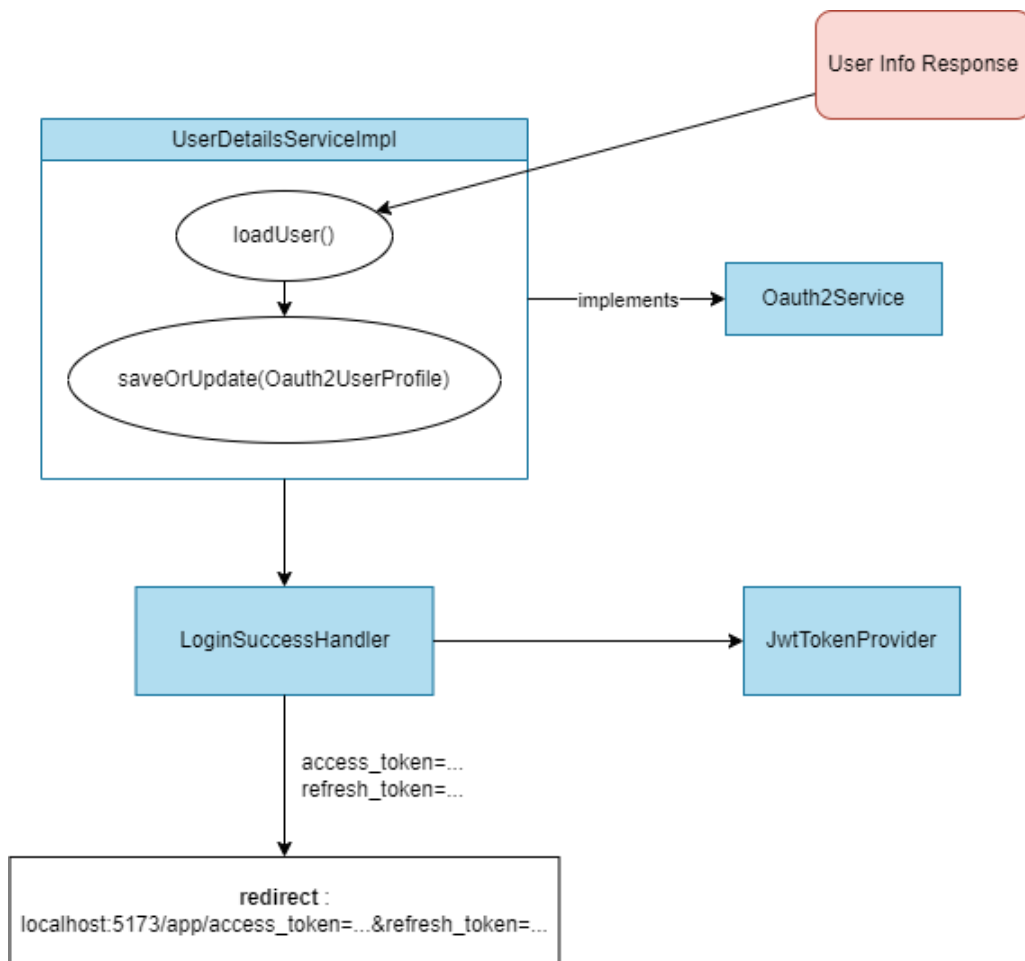 User Info Response
UserDetailsServiceImpl
loadUser()
implements
Oauth2Service
saveOrUpdate(Oauth2UserProfile)
LoginSuccessHandler
JwtTokenProvider
access_token=...
refresh_token=...
redirect :
localhost:5173/app/access_token=...&refresh_token=...